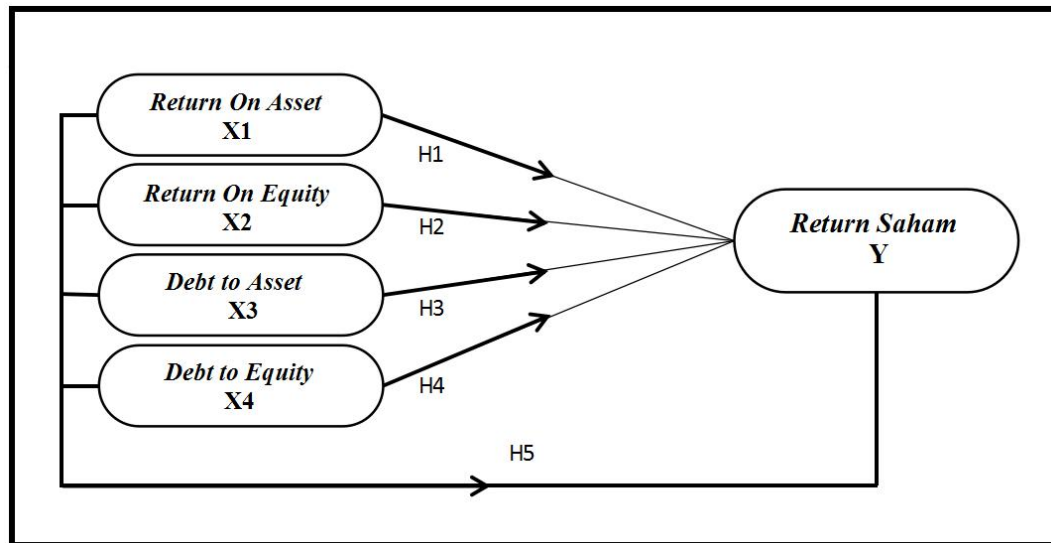 Return On Asset
X1
H1
Return On Equity
X2
H2
Return Saham
Y
Debt to Asset
X3
H3
Debt to Equity
X4
H4
H5